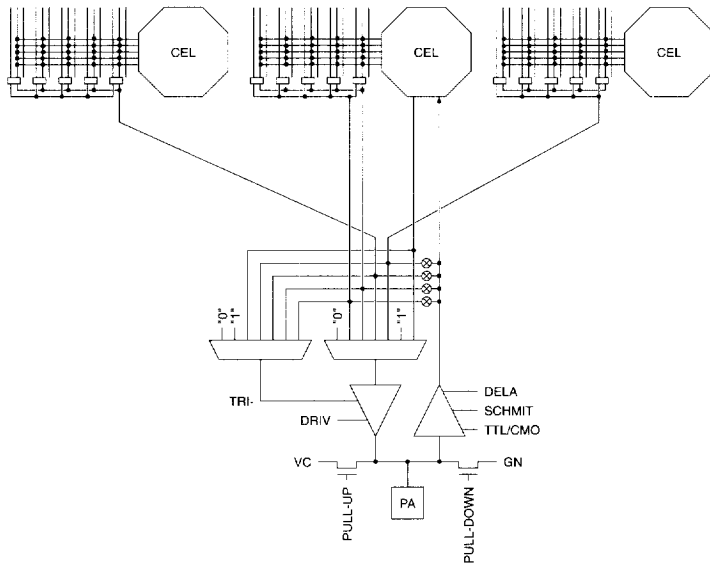 CEL
CEL
CEL
"0"
"1"
"0"
"1"
TRI-
DRIV
DELA
SCHMIT
TTL/CMO
VC
GN
PULL-UP
PA
PULL-DOWN